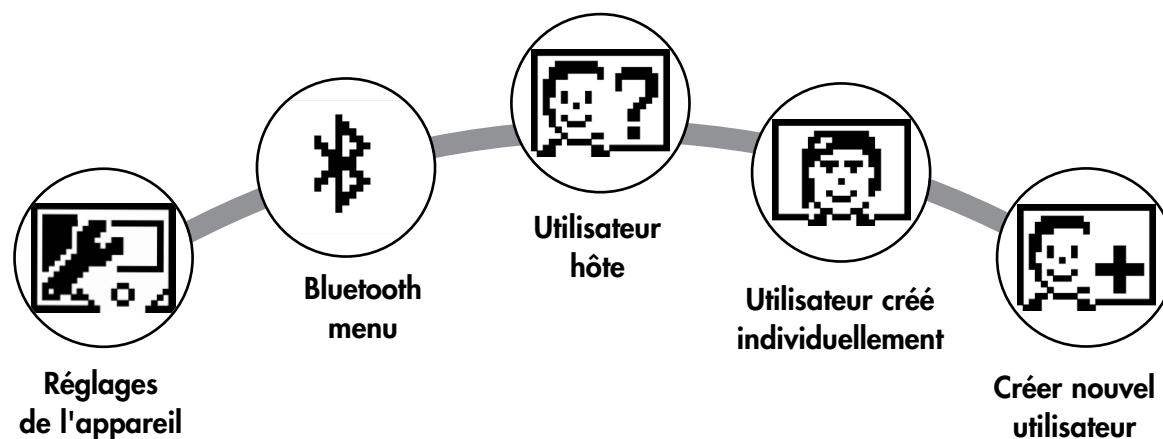 Réglages
de l'appareil
Bluetooth
menu
Utilisateur
hôte
Utilisateur créé
individuellement
Créer nouvel
utilisateur